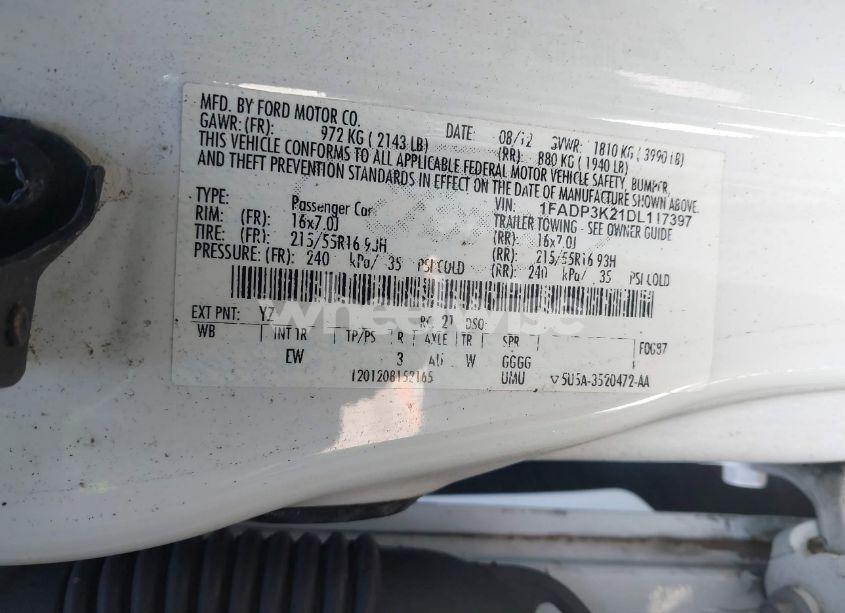 MFD. BY FORD MOTOR CO.
DATE: 08/12 GVWR: 1810 KG ( 3990 LB)
GAWR: (FR): 972 KG ( 2143 LB) (RR): 880 KG ( 1940 LB)
THIS VEHICLE CONFORMS TO ALL APPLICABLE FEDERAL MOTOR VEHICLE SAFETY, BUMPER,
AND THEFT PREVENTION STANDARDS IN EFFECT ON THE DATE OF MANUFACTURE SHOWN ABOVE.
VIN: 1FADP3K21DL117397
TYPE: Passenger Car TRAILER TOWING - SEE OWNER GUIDE
RIM: (FR): 16x7.0J (RR): 16x7.0J
TIRE: (FR): 215/55R16 93H (RR): 215/55R16 93H
PRESSURE: (FR): 240 kPa/ 35 PSI COLD (RR): 240 kPa/ 35 PSI COLD
wheelwise
EXT PNT: YZ RC: 21 DSO:
WB INT TR TP/PS R AXLE TR SPR F0G87
EW 3 W GGGG
1201208152165 UMU 5U5A-3520472-AA